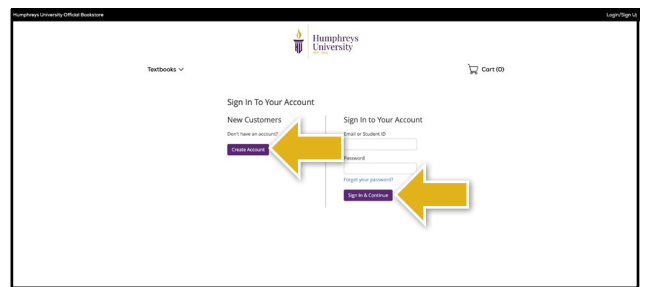 Humphreys University Official Bookstore
Login/Sign U
Humphreys
University
Textbooks
Cart (0)
Sign In To Your Account
New Customers
Don't have an account?
Create Account
Sign In to Your Account
Email or Student ID
Password
Forgot your password?
Sign In & Continue